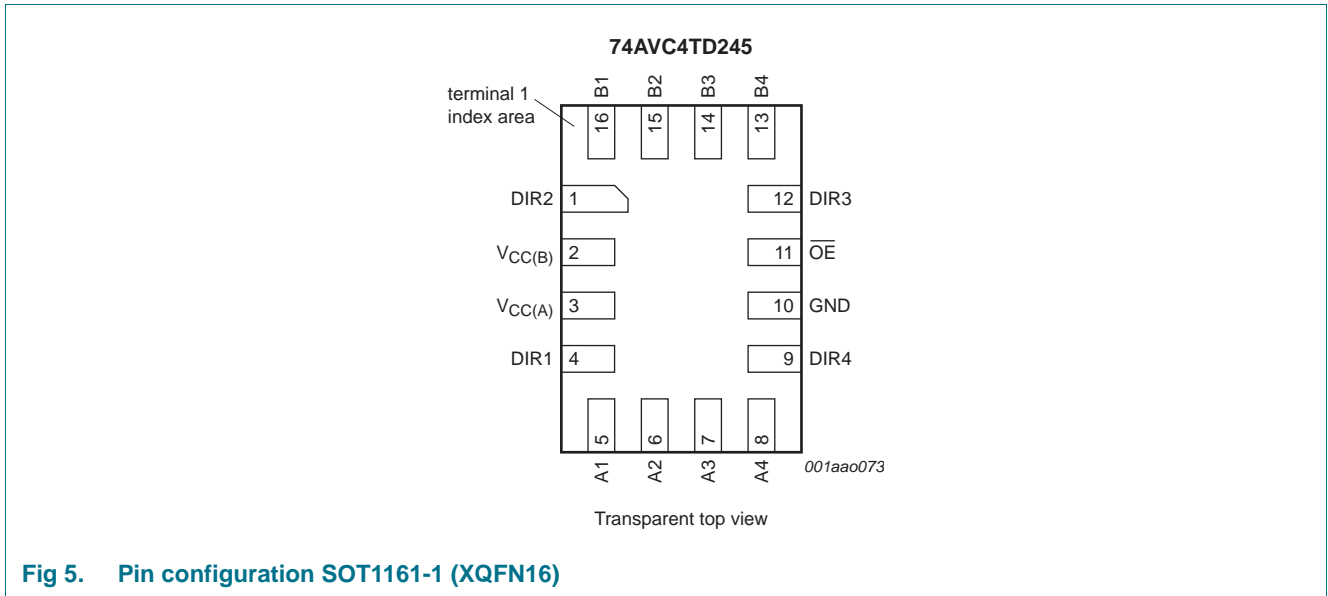 74AVC4TD245
terminal 1
index area
B1
B2
B3
B4
16
15
14
13
DIR2 1
12 DIR3
VCC(B) 2
11 O̅E̅
VCC(A) 3
10 GND
DIR1 4
9 DIR4
5
6
7
8
A1
A2
A3
A4
001aao073
Transparent top view
Fig 5. Pin configuration SOT1161-1 (XQFN16)